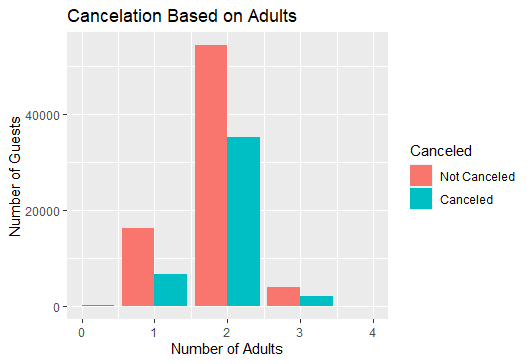 Cancelation Based on Adults
Number of Guests
40000
20000
0
0 1 2 3 4
Number of Adults
Canceled
Not Canceled
Canceled